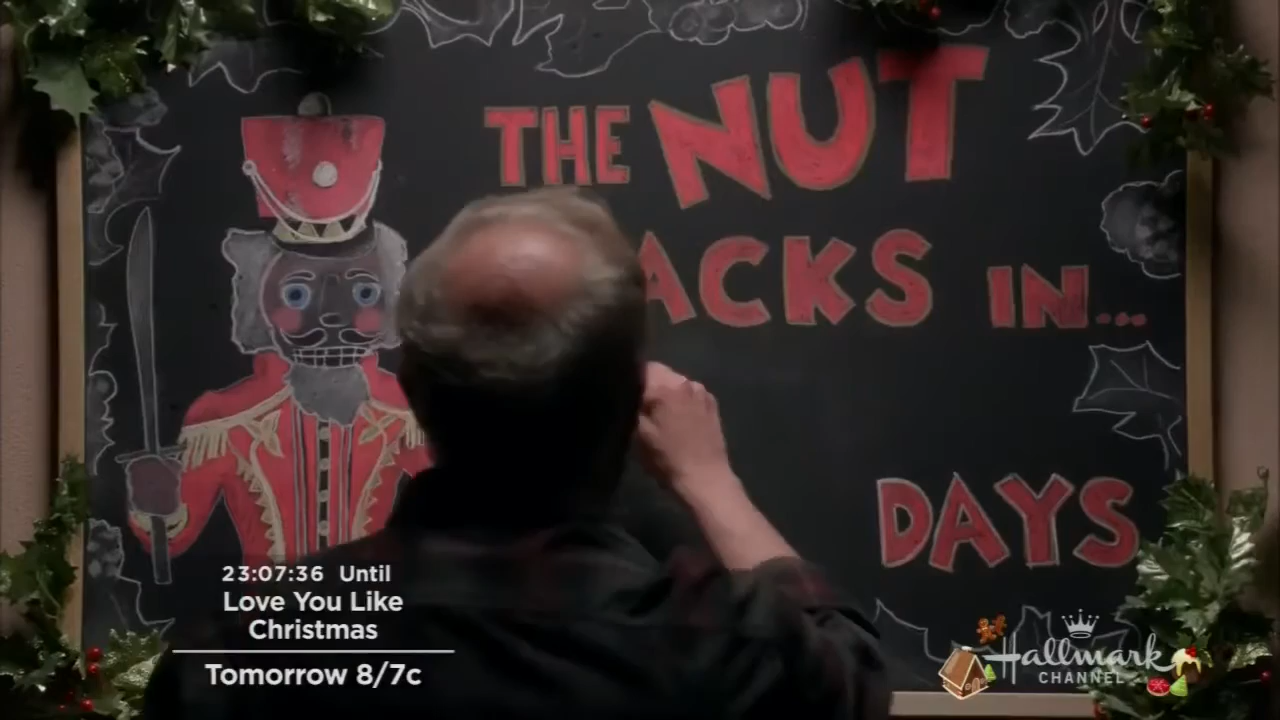 THE NUT
ACKS IN...
DAYS
23:07:36 Until
Love You Like
Christmas
Tomorrow 8/7c
Hallmark
CHANNEL